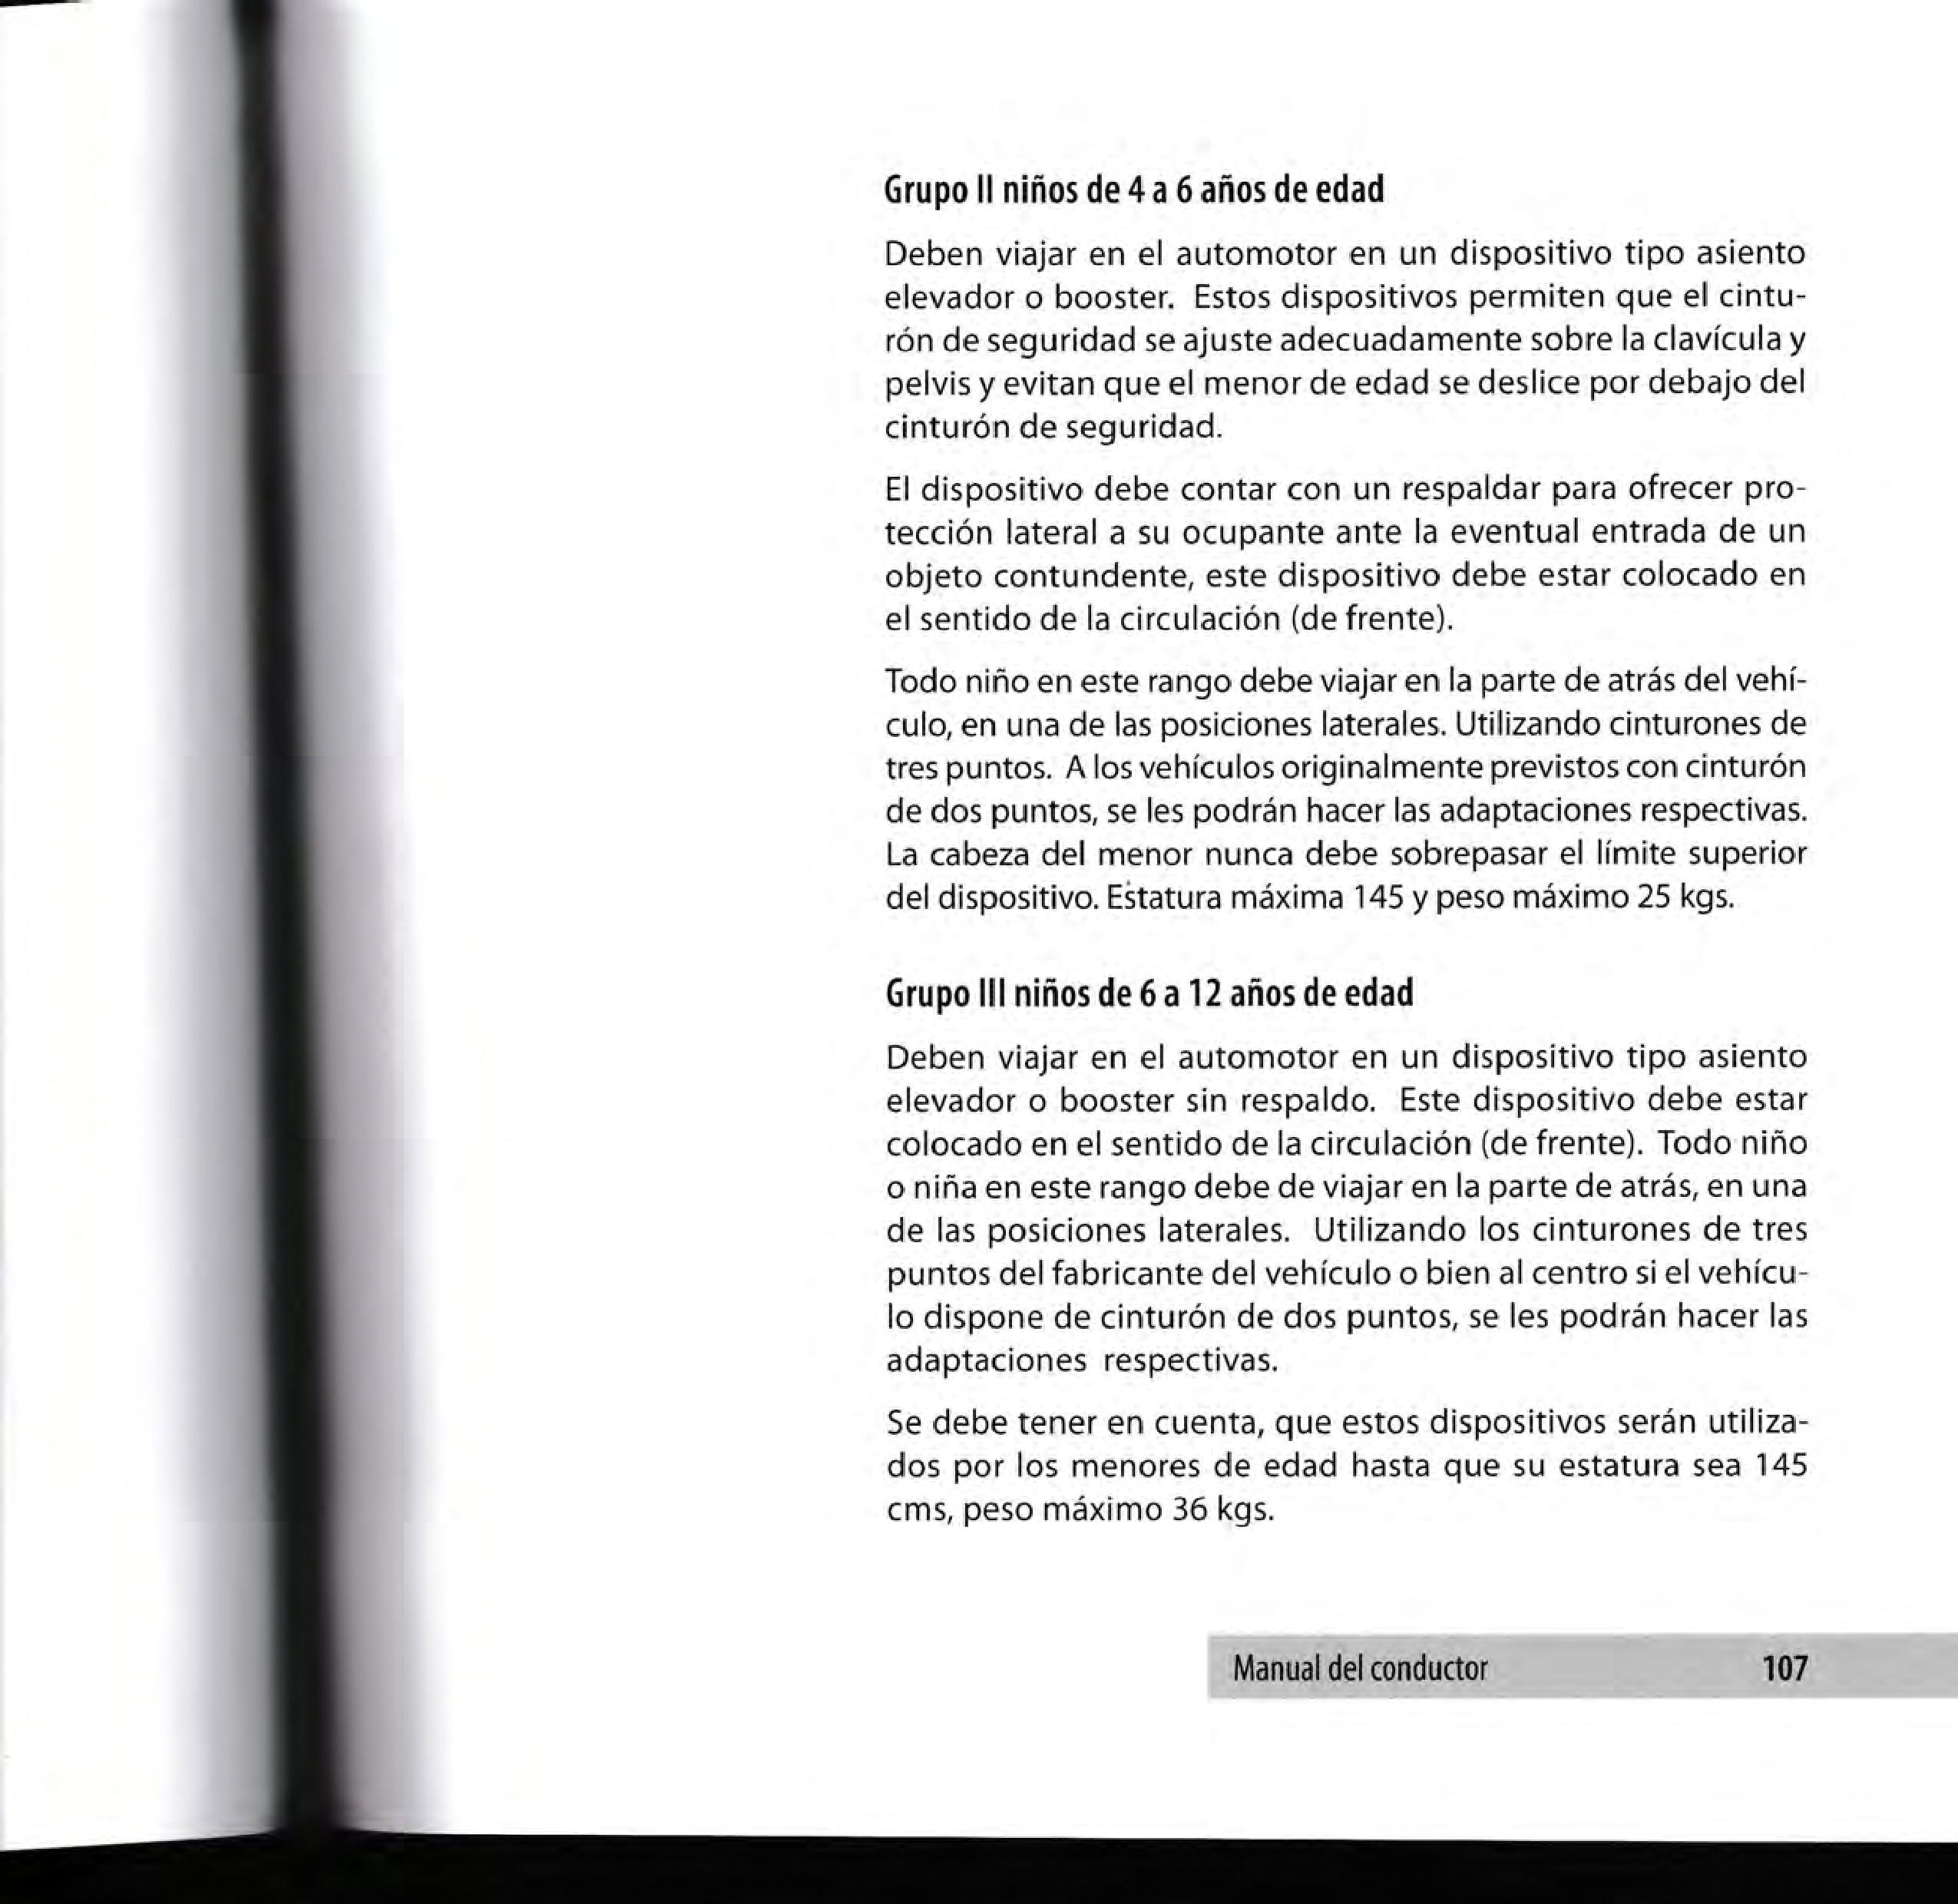 Grupo II niños de 4 a 6 años de edad
Deben viajar en el automotor en un dispositivo tipo asiento
elevador o booster. Estos dispositivos permiten que el cintu-
rón de seguridad se ajuste adecuadamente sobre la clavícula y
pelvis y evitan que el menor de edad se deslice por debajo del
cinturón de seguridad.
El dispositivo debe contar con un respaldar para ofrecer pro-
tección lateral a su ocupante ante la eventual entrada de un
objeto contundente, este dispositivo debe estar colocado en
el sentido de la circulación (de frente).
Todo niño en este rango debe viajar en la parte de atrás del vehí-
culo, en una de las posiciones laterales. Utilizando cinturones de
tres puntos. A los vehículos originalmente previstos con cinturón
de dos puntos, se les podrán hacer las adaptaciones respectivas.
La cabeza del menor nunca debe sobrepasar el límite superior
del dispositivo. Estatura máxima 145 y peso máximo 25 kgs.
Grupo III niños de 6 a 12 años de edad
Deben viajar en el automotor en un dispositivo tipo asiento
elevador o booster sin respaldo. Este dispositivo debe estar
colocado en el sentido de la circulación (de frente). Todo niño
o niña en este rango debe de viajar en la parte de atrás, en una
de las posiciones laterales. Utilizando los cinturones de tres
puntos del fabricante del vehículo o bien al centro si el vehícu-
lo dispone de cinturón de dos puntos, se les podrán hacer las
adaptaciones respectivas.
Se debe tener en cuenta, que estos dispositivos serán utiliza-
dos por los menores de edad hasta que su estatura sea 145
cms, peso máximo 36 kgs.
Manual del conductor 107